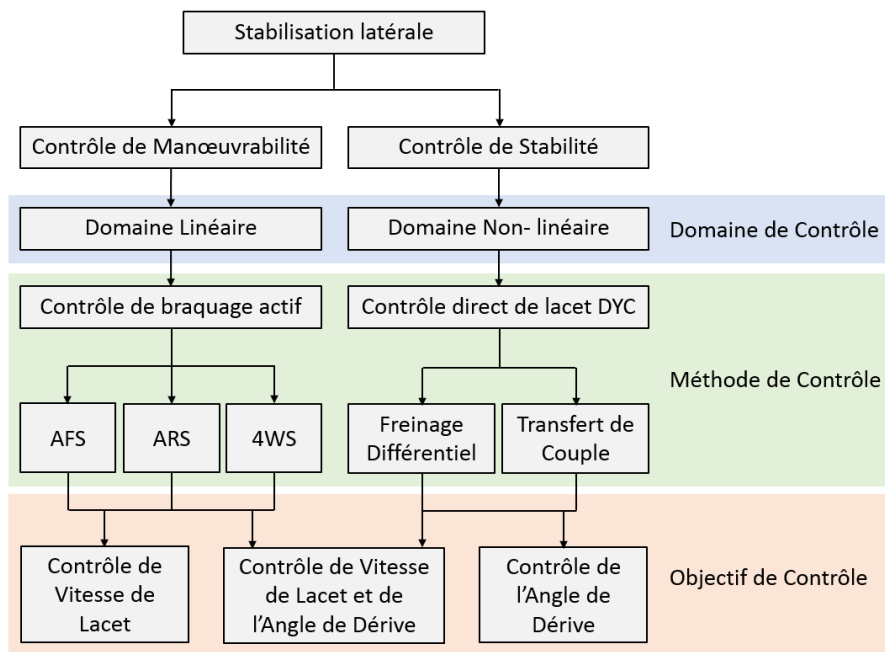 Stabilisation latérale
Contrôle de Manœuvrabilité
Contrôle de Stabilité
Domaine Linéaire
Domaine Non- linéaire
Domaine de Contrôle
Contrôle de braquage actif
Contrôle direct de lacet DYC
Méthode de Contrôle
AFS
ARS
4WS
Freinage
Différentiel
Transfert de
Couple
Contrôle de
Vitesse de
Lacet
Contrôle de Vitesse
de Lacet et de
l'Angle de Dérive
Contrôle de
l'Angle de
Dérive
Objectif de Contrôle